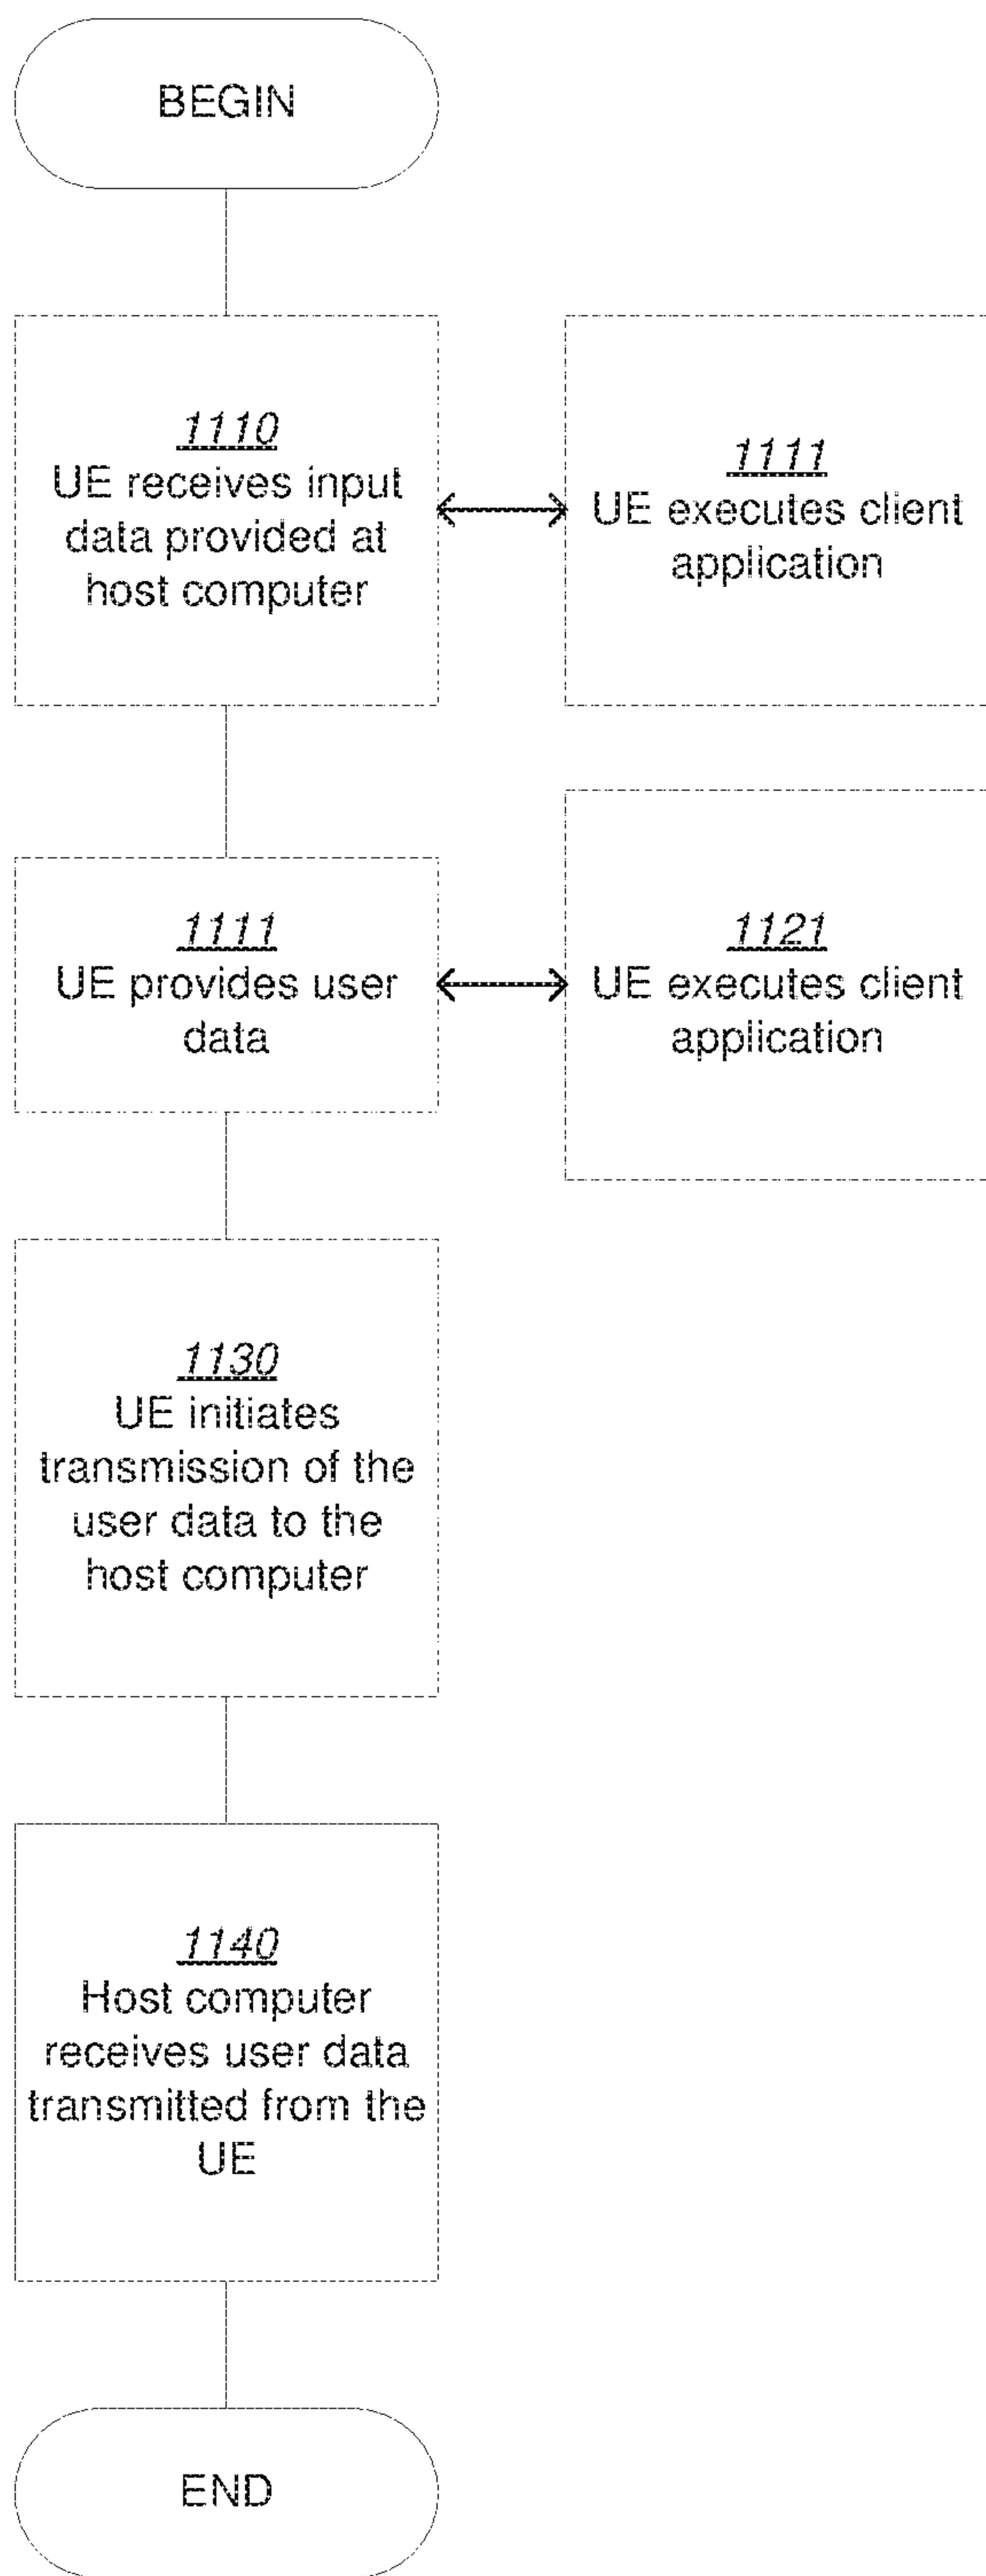 BEGIN
1110
UE receives input
data provided at
host computer
1111
UE executes client
application
1111
UE provides user
data
1121
UE executes client
application
1130
UE initiates
transmission of the
user data to the
host computer
1140
Host computer
receives user data
transmitted from the
UE
END